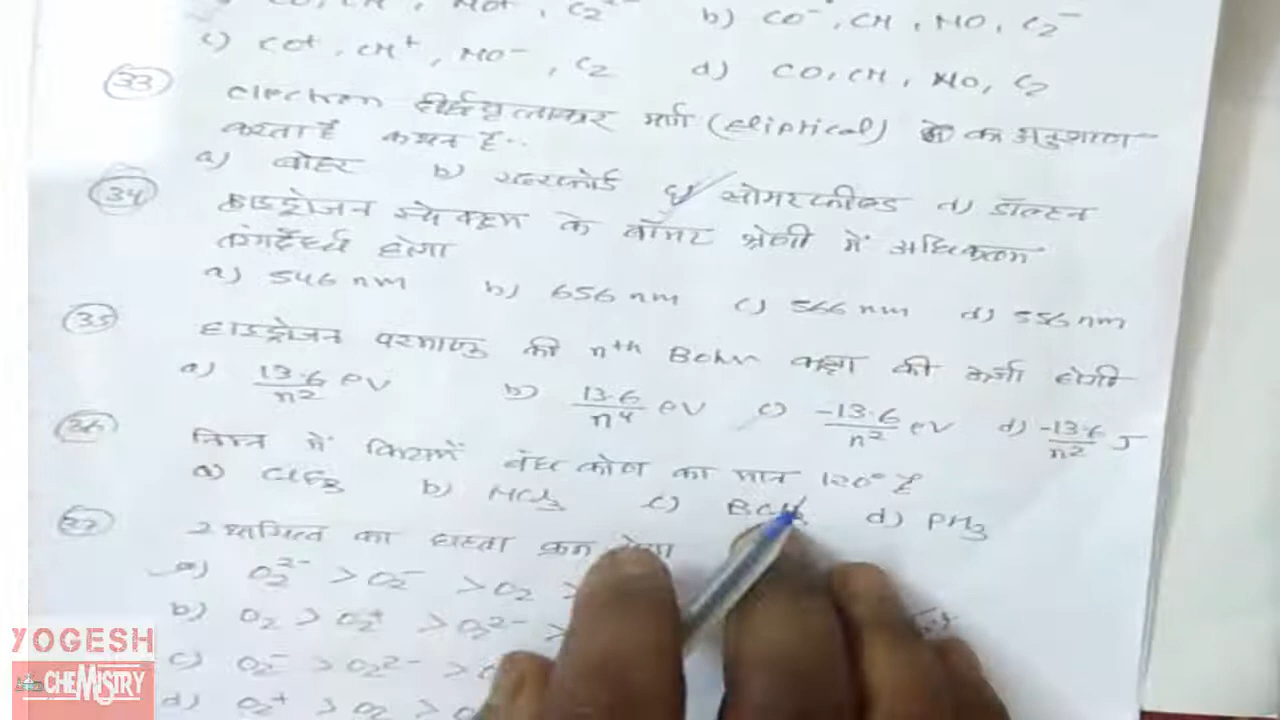 b) CO⁻, CH, NO, C₂⁻
c) CO⁺, CH⁺, NO⁻, C₂ d) CO, CH, NO, C₂
33 electron दीर्घवृत्ताकार मार्ग (eliptical) का अनुशरण
करता है कथन है..
a) बोहर b) रदरफोर्ड c) सोमरफील्ड d) डॉल्टन
34 हाइड्रोजन स्पेक्ट्रम के बॉमर श्रेणी में अधिकतम
तंगदैर्ध्य होगा
a) 546 nm b) 656 nm c) 566 nm d) 556 nm
35 हाइड्रोजन परमाणु की nᵗʰ Bohr कक्षा की ऊर्जा होगी
a) 13.6/n² eV b) 13.6/n⁴ eV c) -13.6/n² eV d) -13.6/n² J
36 निम्न में किसमें बंध कोण का मान 120° है
a) ClF₃ b) NCl₃ c) d) PH₃
37 स्थायित्व का घटता क्रम होगा
a) O₂²⁻ > O₂⁻ > O₂ >
b) O₂ > O₂⁺ > O₂²⁻ >
c) O₂⁻ > O₂²⁻ >
d) O₂⁺ > O₂ >
YOGESH
CHEMISTRY